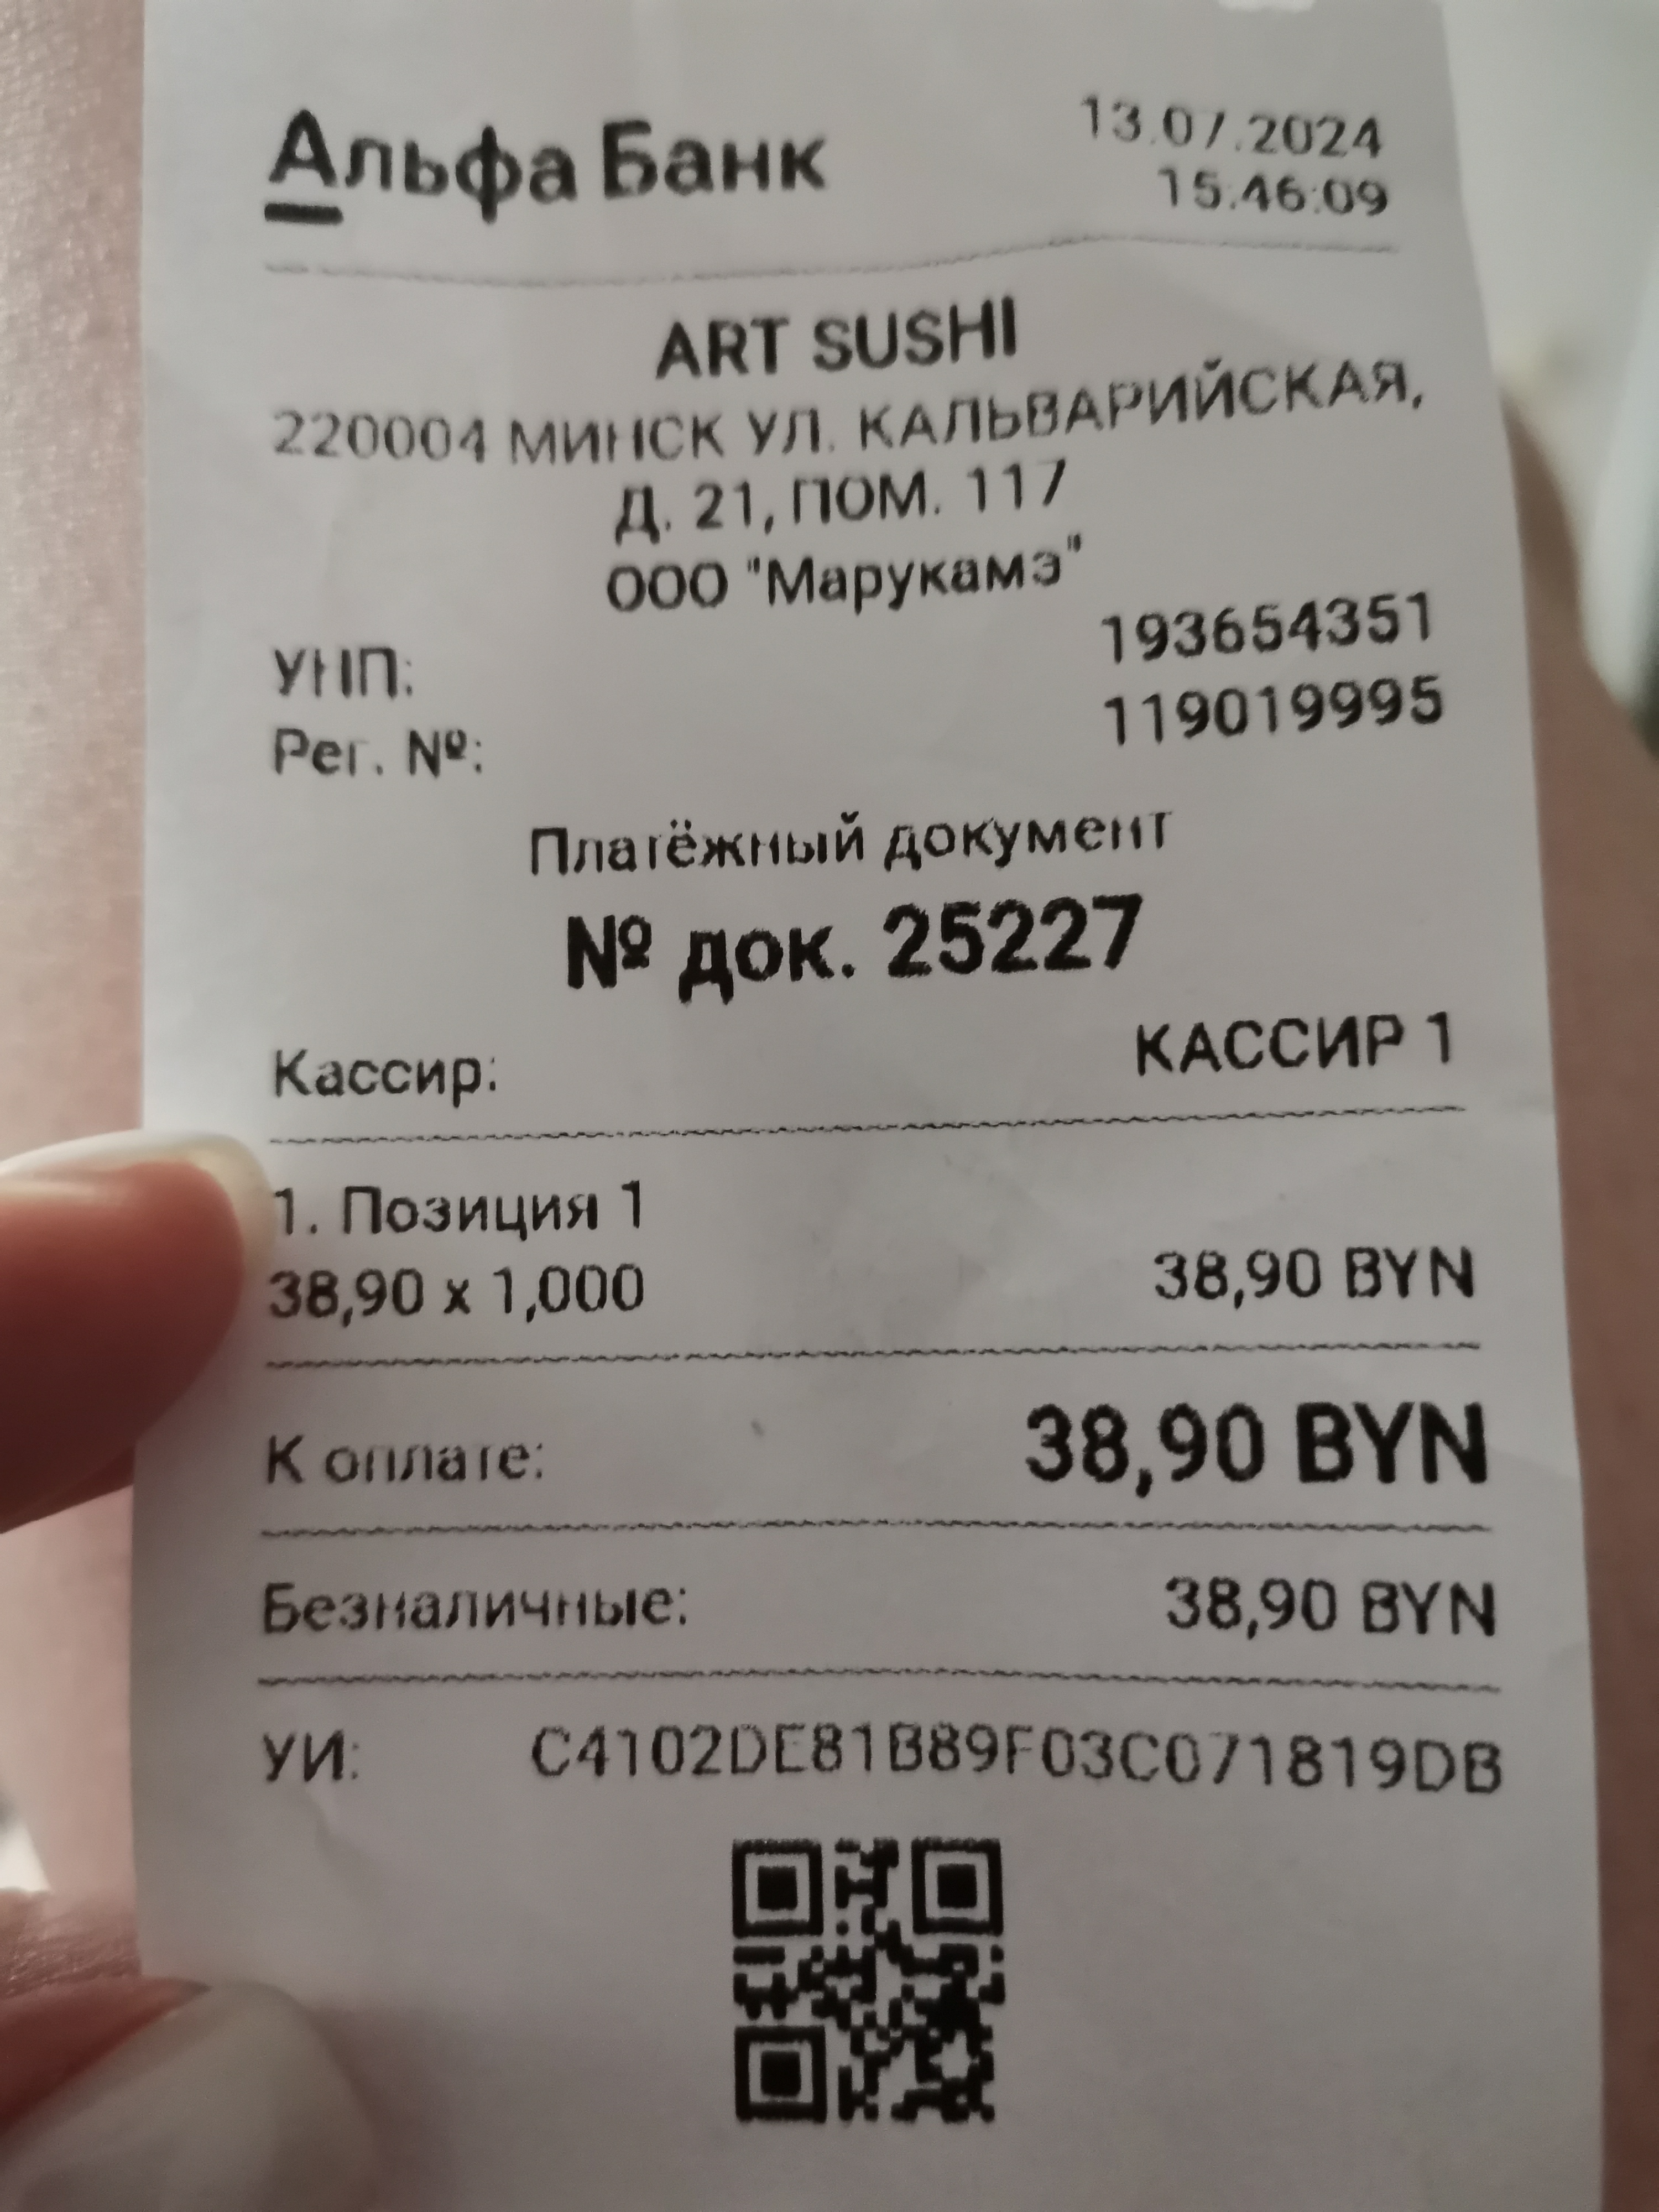 Альфа Банк
13.07.2024
15:46:09
ART SUSHI
220004 МИНСК УЛ. КАЛЬВАРИЙСКАЯ,
Д. 21, ПОМ. 117
ООО "Марукамэ"
УНП: 193654351
Рег. №: 119019995
Платёжный документ
№ док. 25227
Кассир: КАССИР 1
1. Позиция 1
38,90 x 1,000 38,90 BYN
К оплате: 38,90 BYN
Безналичные: 38,90 BYN
УИ: C4102DE81B89F03C071819DB